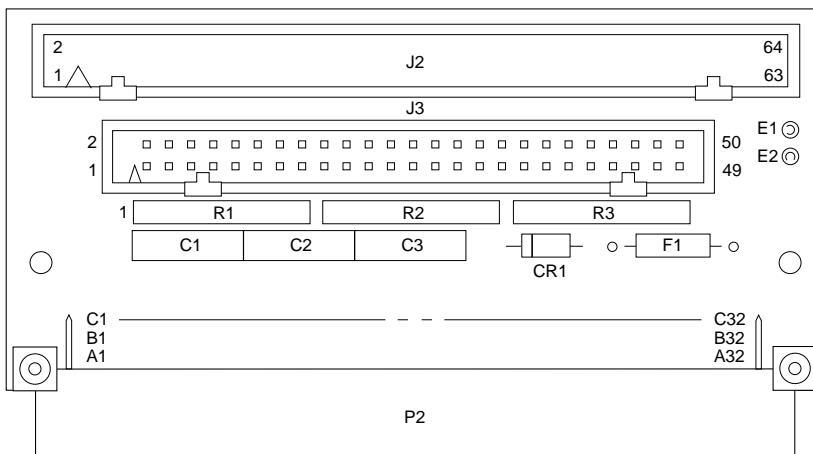 2 64
J2
1 63
J3
E1
2 50
E2
1 49
1 R1 R2 R3
C1 C2 C3 F1
CR1
C1 C32
B1 B32
A1 A32
P2